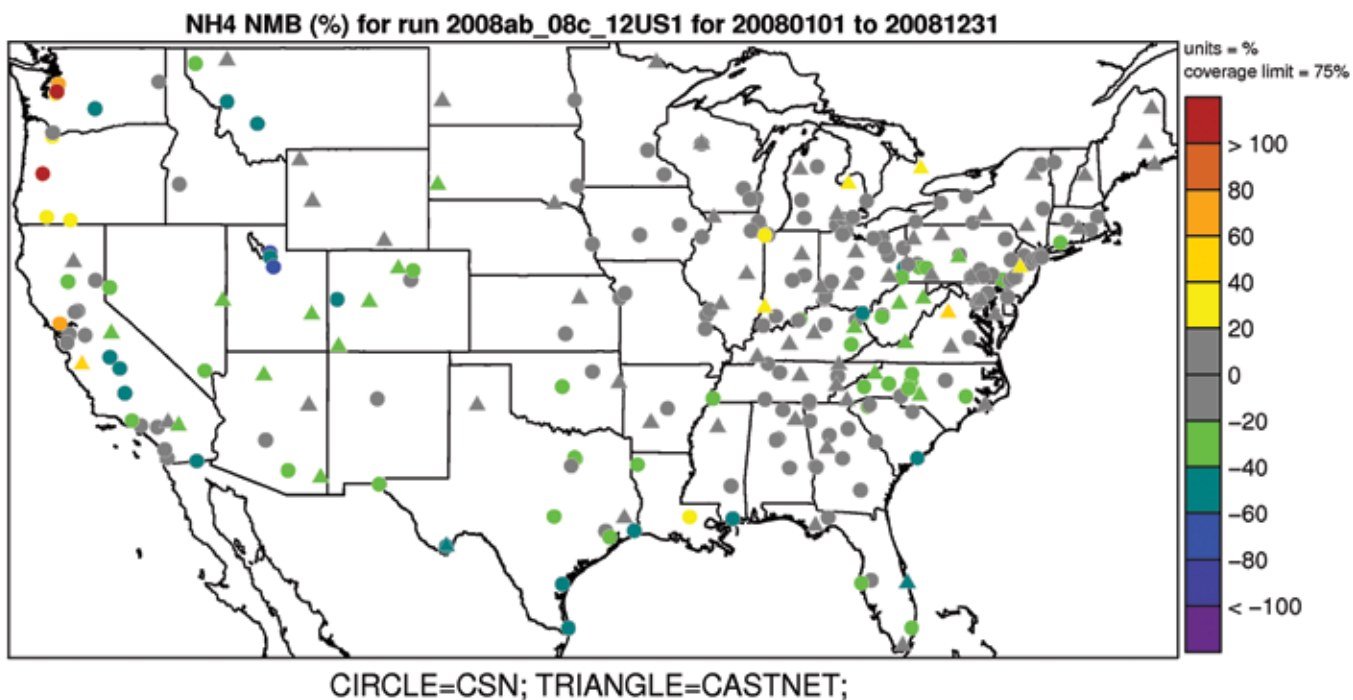 NH4 NMB (%) for run 2008ab_08c_12US1 for 20080101 to 20081231
units = %
coverage limit = 75%
> 100
80
60
40
20
0
−20
−40
−60
−80
< −100
CIRCLE=CSN; TRIANGLE=CASTNET;